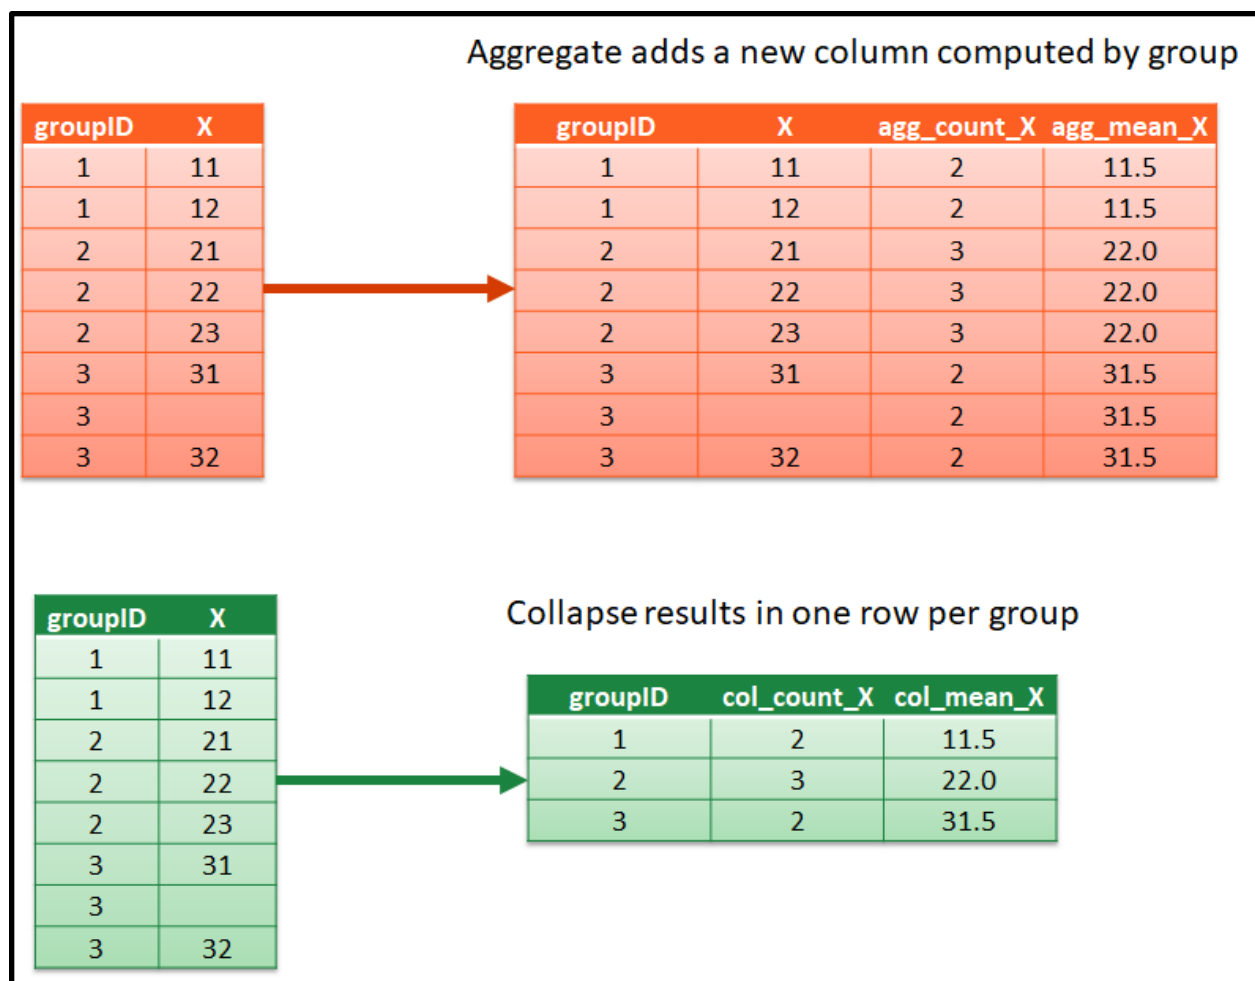 Aggregate adds a new column computed by group
groupID X
1 11
1 12
2 21
2 22
2 23
3 31
3
3 32
groupID X agg_count_X agg_mean_X
1 11 2 11.5
1 12 2 11.5
2 21 3 22.0
2 22 3 22.0
2 23 3 22.0
3 31 2 31.5
3 2 31.5
3 32 2 31.5
Collapse results in one row per group
groupID X
1 11
1 12
2 21
2 22
2 23
3 31
3
3 32
groupID col_count_X col_mean_X
1 2 11.5
2 3 22.0
3 2 31.5